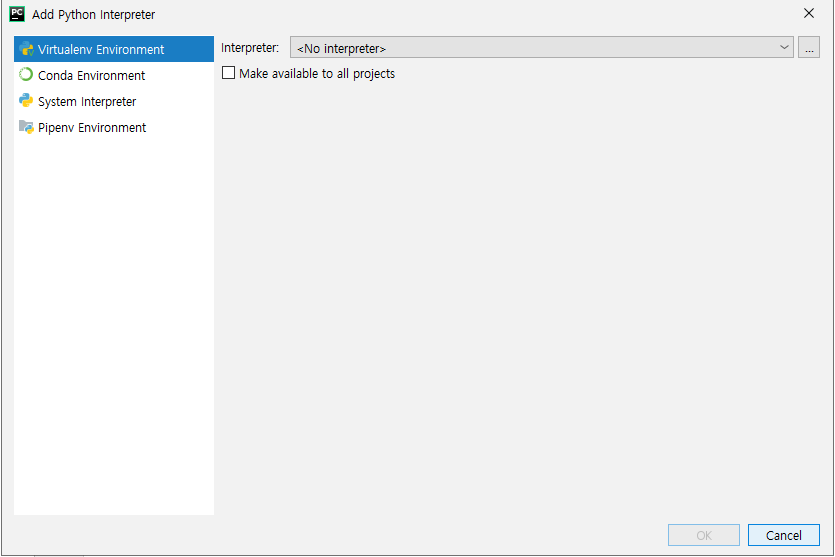 PC Add Python Interpreter
Virtualenv Environment
Conda Environment
System Interpreter
Pipenv Environment
Interpreter: <No interpreter> ...
Make available to all projects
OK Cancel